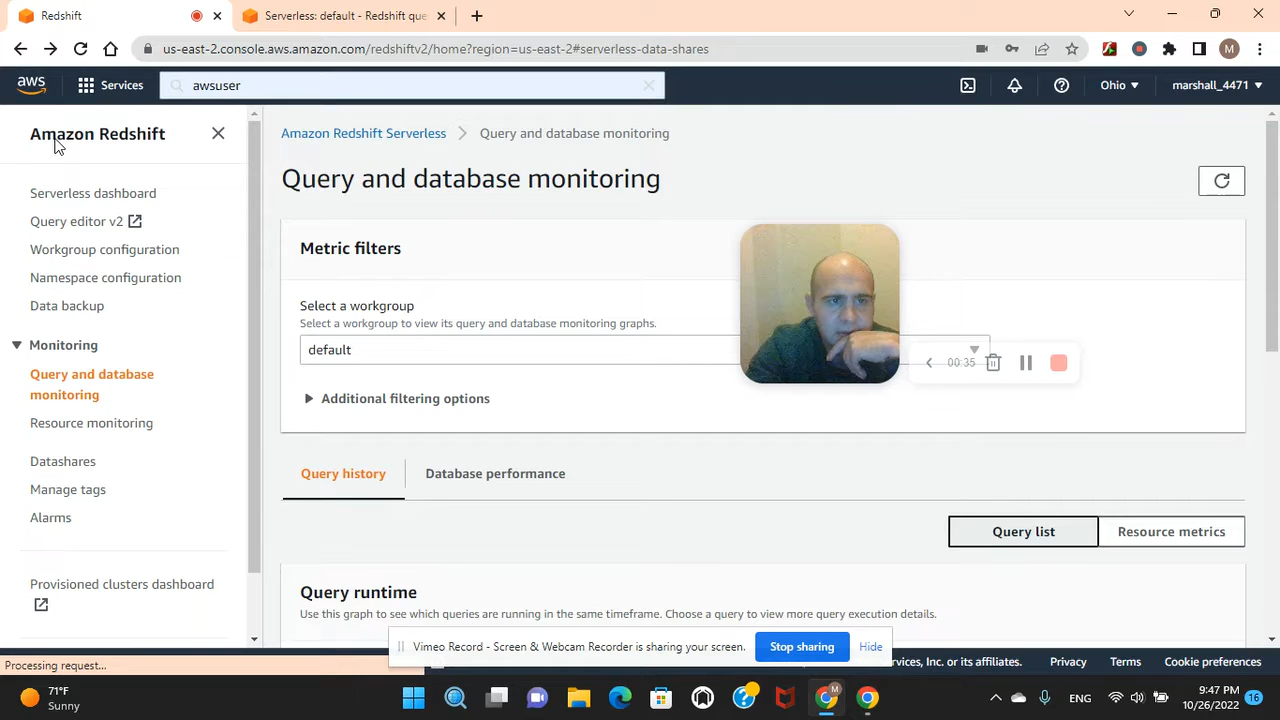 Redshift
Serverless: default - Redshift que
us-east-2.console.aws.amazon.com/redshiftv2/home?region=us-east-2#serverless-data-shares
M
aws
Services
awsuser
Ohio
marshall_4471
Amazon Redshift
Serverless dashboard
Query editor v2
Workgroup configuration
Namespace configuration
Data backup
Monitoring
Query and database
monitoring
Resource monitoring
Datashares
Manage tags
Alarms
Provisioned clusters dashboard
Amazon Redshift Serverless > Query and database monitoring
Query and database monitoring
Metric filters
Select a workgroup
Select a workgroup to view its query and database monitoring graphs.
default
00:35
Additional filtering options
Query history
Database performance
Query list
Resource metrics
Query runtime
Use this graph to see which queries are running in the same timeframe. Choose a query to view more query execution details.
Vimeo Record - Screen & Webcam Recorder is sharing your screen.
Stop sharing
Hide
Processing request...
rvices, Inc. or its affiliates.
Privacy
Terms
Cookie preferences
71°F
Sunny
M
ENG
9:47 PM
10/26/2022
16